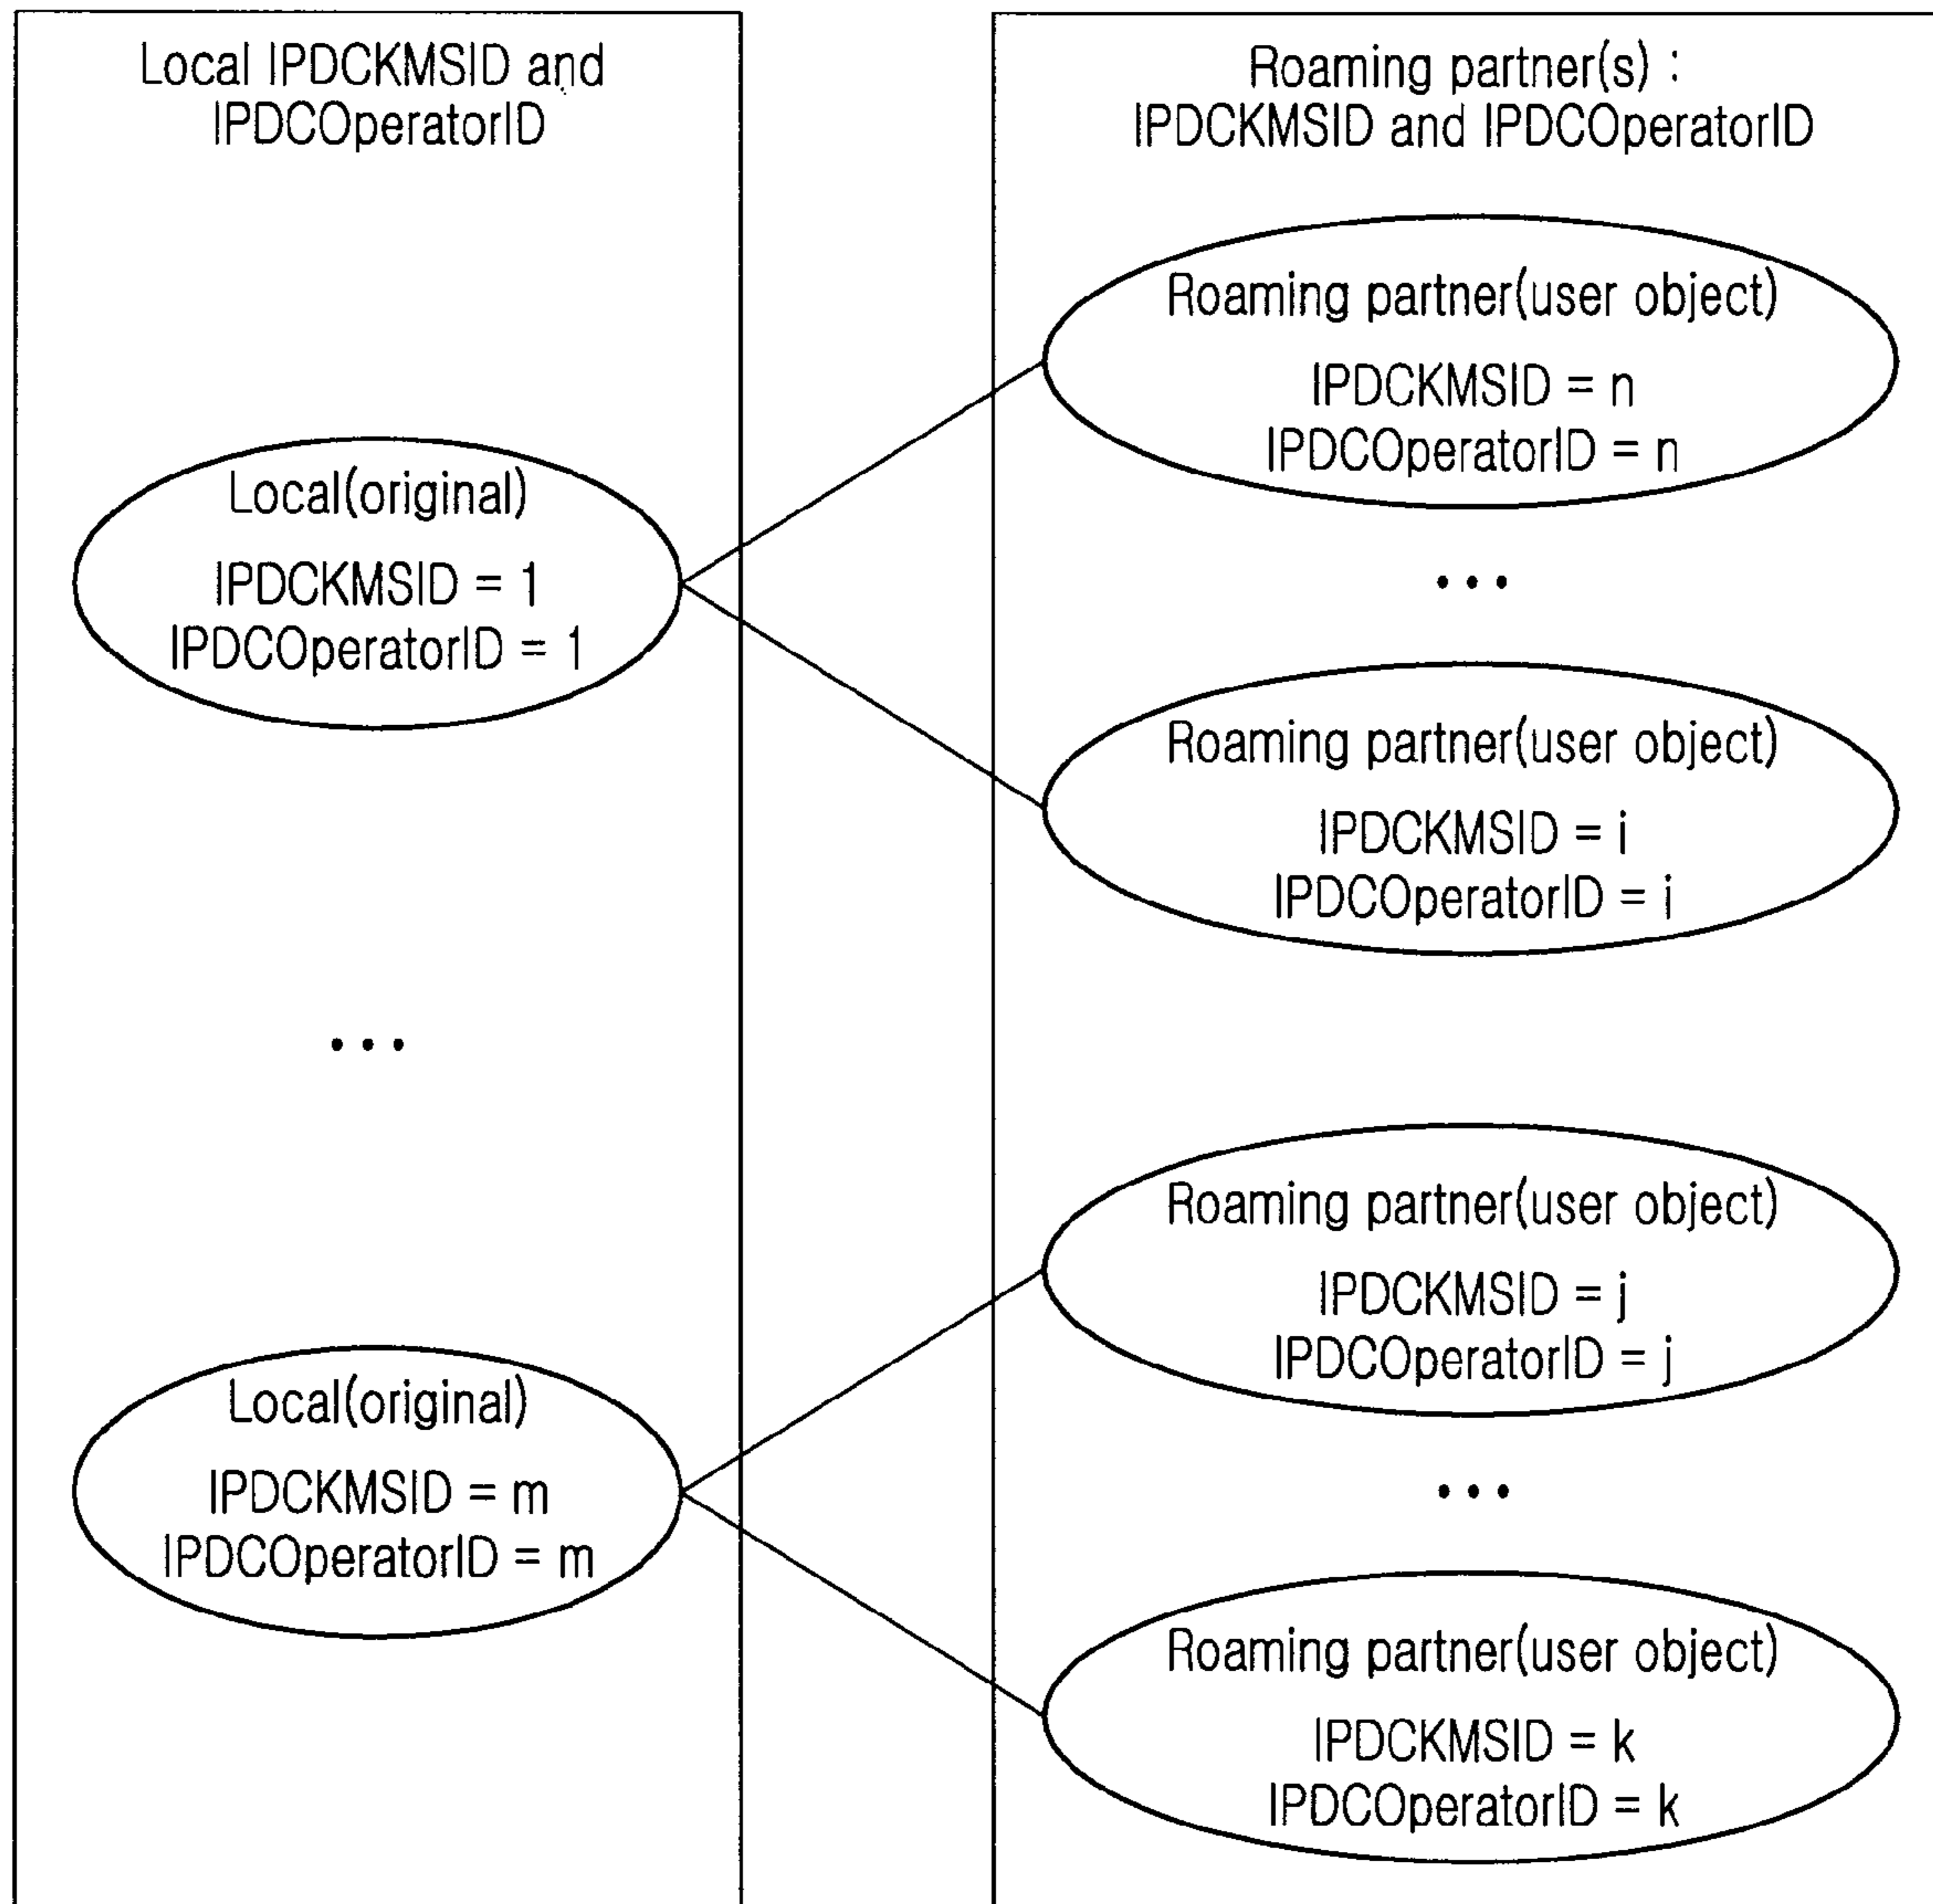 Local IPDCKMSID and
IPDCOperatorID
Local(original)
IPDCKMSID = 1
IPDCOperatorID = 1
...
Local(original)
IPDCKMSID = m
IPDCOperatorID = m
Roaming partner(s) :
IPDCKMSID and IPDCOperatorID
Roaming partner(user object)
IPDCKMSID = n
IPDCOperatorID = n
...
Roaming partner(user object)
IPDCKMSID = i
IPDCOperatorID = i
Roaming partner(user object)
IPDCKMSID = j
IPDCOperatorID = j
...
Roaming partner(user object)
IPDCKMSID = k
IPDCOperatorID = k